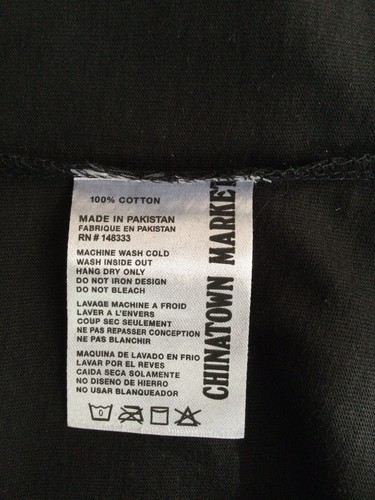 100% COTTON
MADE IN PAKISTAN
FABRIQUE EN PAKISTAN
RN # 148333
MACHINE WASH COLD
WASH INSIDE OUT
HANG DRY ONLY
DO NOT IRON DESIGN
DO NOT BLEACH
LAVAGE MACHINE A FROID
LAVER A L'ENVERS
COUP SEC SEULEMENT
NE PAS REPASSER CONCEPTION
NE PAS BLANCHIR
MAQUINA DE LAVADO EN FRIO
LAVAR POR EL REVES
CAIDA SECA SOLAMENTE
NO DISENO DE HIERRO
NO USAR BLANQUEADOR
CHINATOWN MARKET